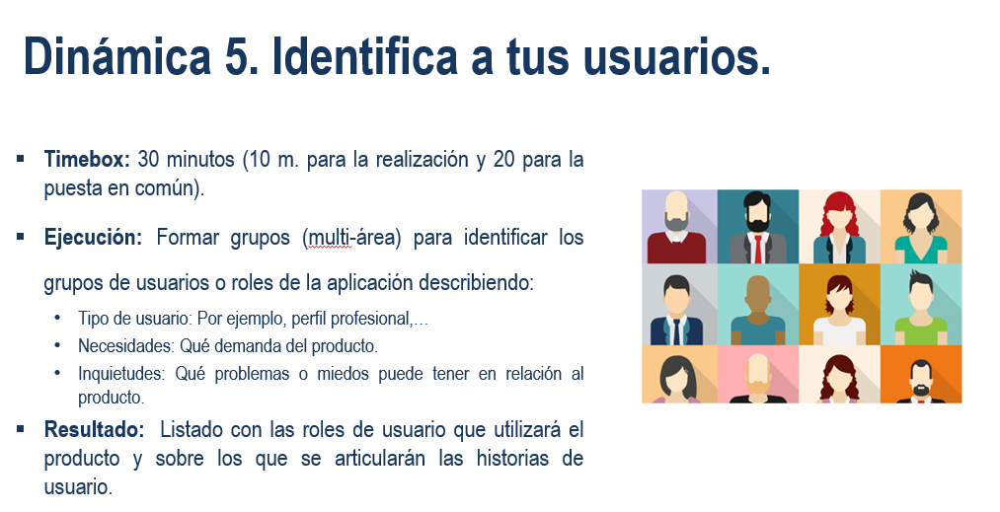 Dinámica 5. Identifica a tus usuarios.
▪ Timebox: 30 minutos (10 m. para la realización y 20 para la
puesta en común).
▪ Ejecución: Formar grupos (multi-área) para identificar los
grupos de usuarios o roles de la aplicación describiendo:
• Tipo de usuario: Por ejemplo, perfil profesional,…
• Necesidades: Qué demanda del producto.
• Inquietudes: Qué problemas o miedos puede tener en relación al
producto.
▪ Resultado: Listado con las roles de usuario que utilizará el
producto y sobre los que se articularán las historias de
usuario.